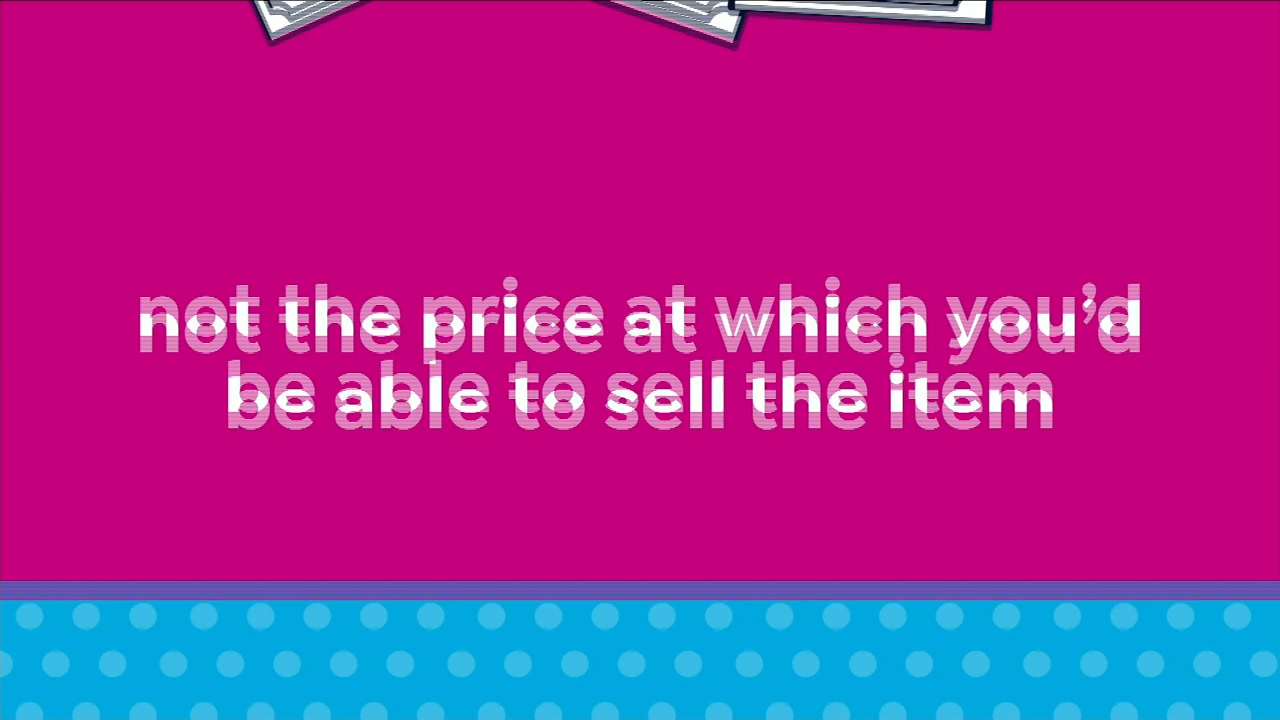 not the price at which you’d
be able to sell the item